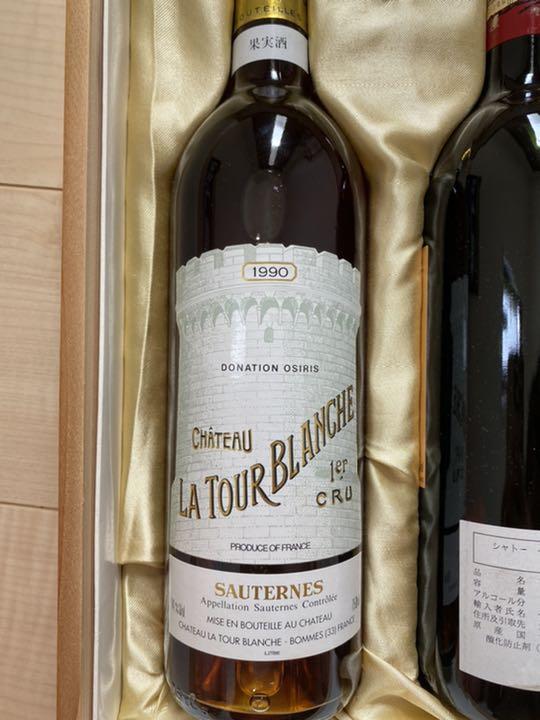 BOUTEILLES
果実酒
1990
DONATION OSIRIS
CHÂTEAU
LA TOUR BLANCHE
1er
CRU
PRODUCE OF FRANCE
SAUTERNES
Appellation Sauternes Contrôlée
MISE EN BOUTEILLE AU CHATEAU
CHATEAU LA TOUR BLANCHE - BOMMES (33) FRANCE
シャトー
品 名
容 量
アルコール分
輸入者氏名
住所及引取先
原 産 国
酸化防止剤(